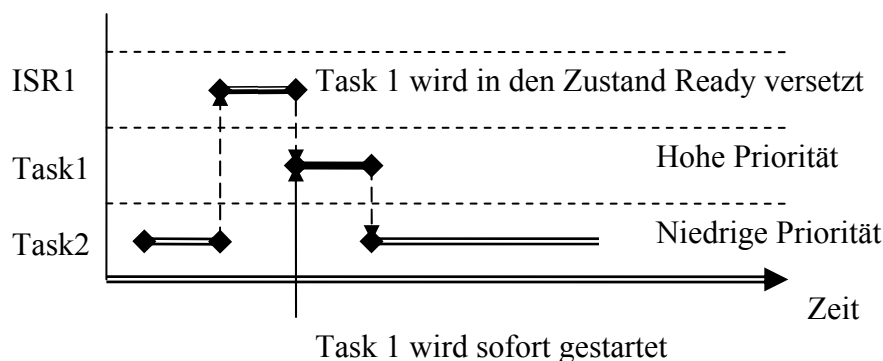 ISR1
Task 1 wird in den Zustand Ready versetzt
Task1
Hohe Priorität
Task2
Niedrige Priorität
Zeit
Task 1 wird sofort gestartet